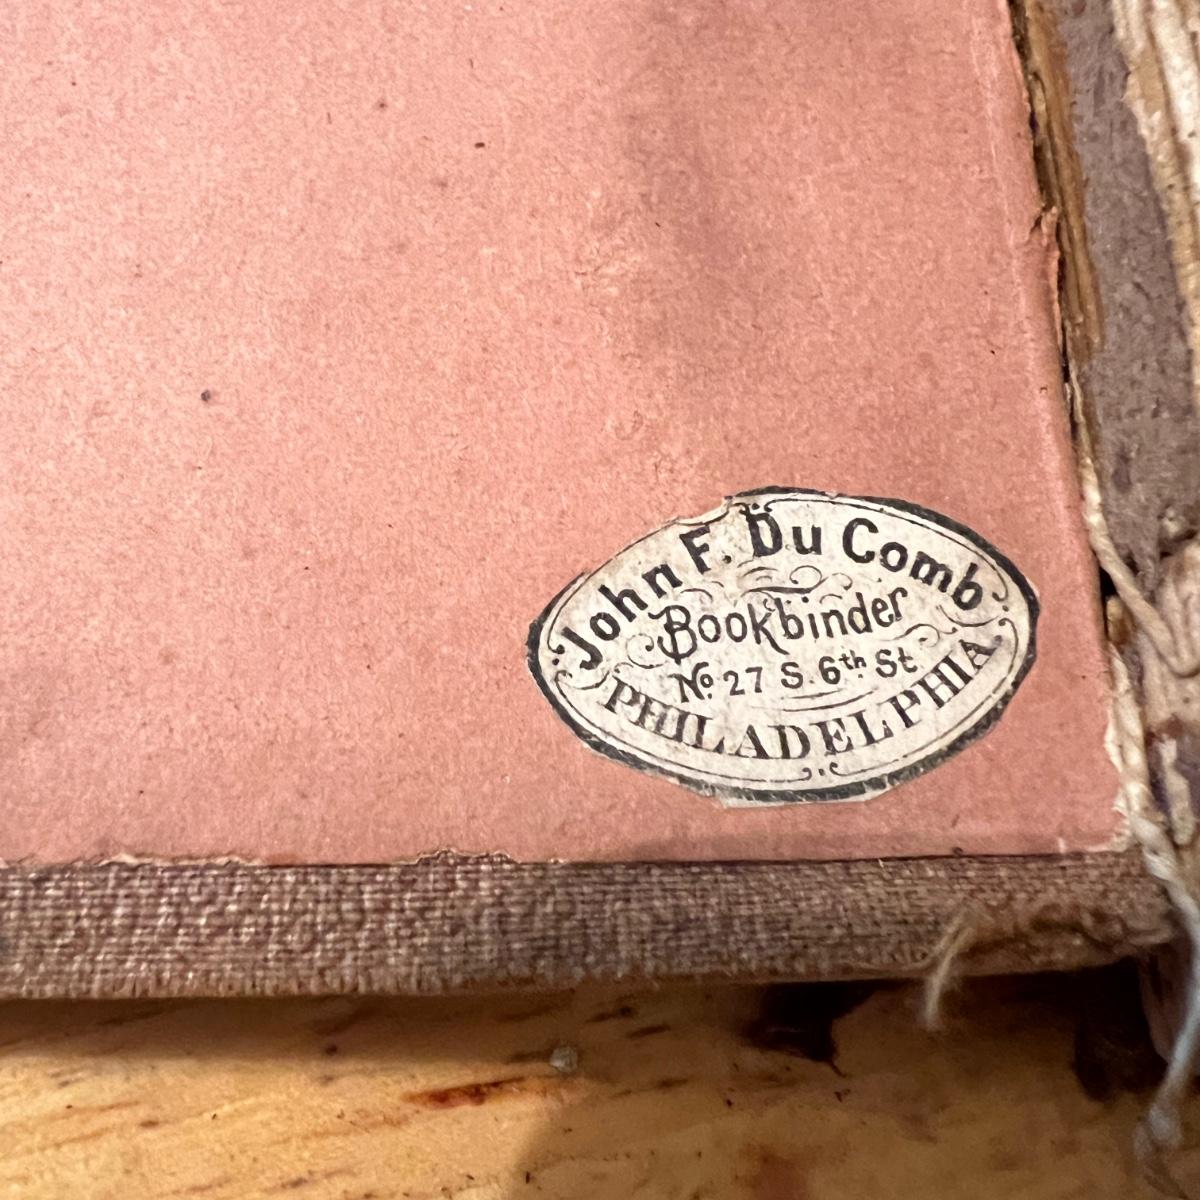 John F. Du Comb
Bookbinder
No. 27 S. 6th St
PHILADELPHIA